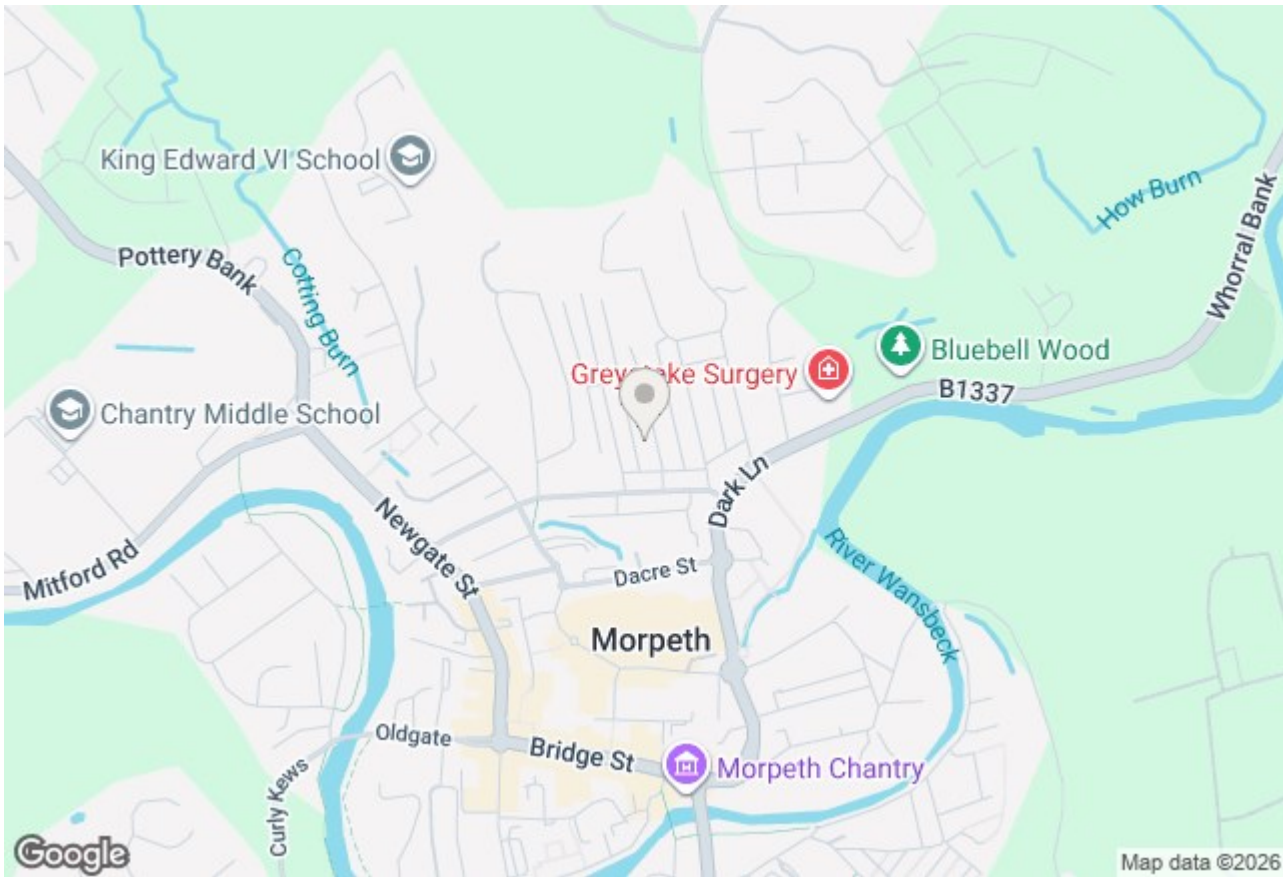 King Edward VI School
How Burn
Whorral Bank
Pottery Bank
Cotting Burn
Bluebell Wood
Surgery
B1337
Chantry Middle School
Dark Ln
Newgate St
River Wansbeck
Mitford Rd
Dacre St
Morpeth
Oldgate
Bridge St
Morpeth Chantry
Curly Kews
Google
Map data ©2026